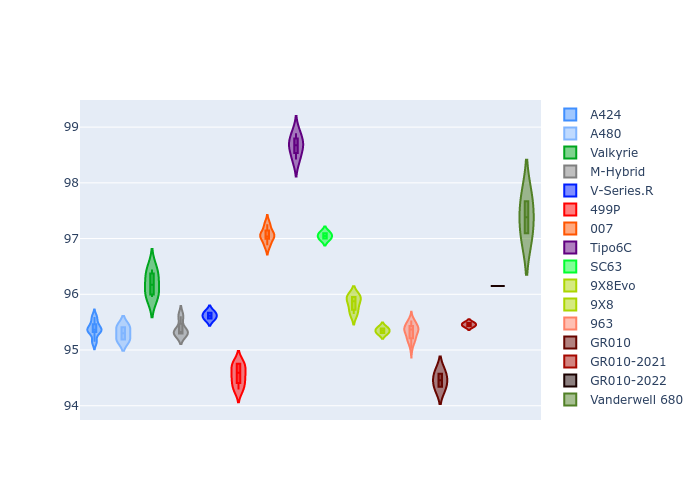 99
98
97
96
95
94
A424
A480
Valkyrie
M-Hybrid
V-Series.R
499P
007
Tipo6C
SC63
9X8Evo
9X8
963
GR010
GR010-2021
GR010-2022
Vanderwell 680